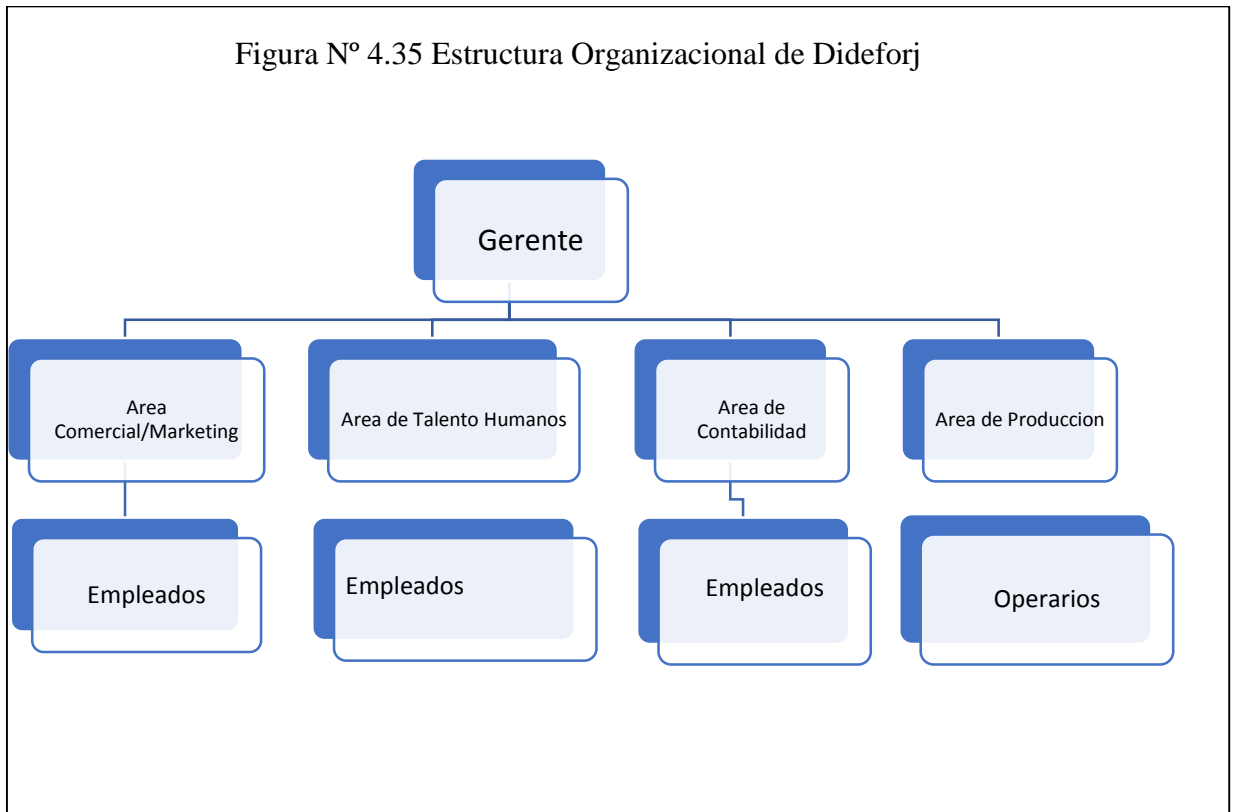 Figura Nº 4.35 Estructura Organizacional de Dideforj
Gerente
Area
Comercial/Marketing
Area de Talento Humanos
Area de
Contabilidad
Area de Produccion
Empleados
Empleados
Empleados
Operarios